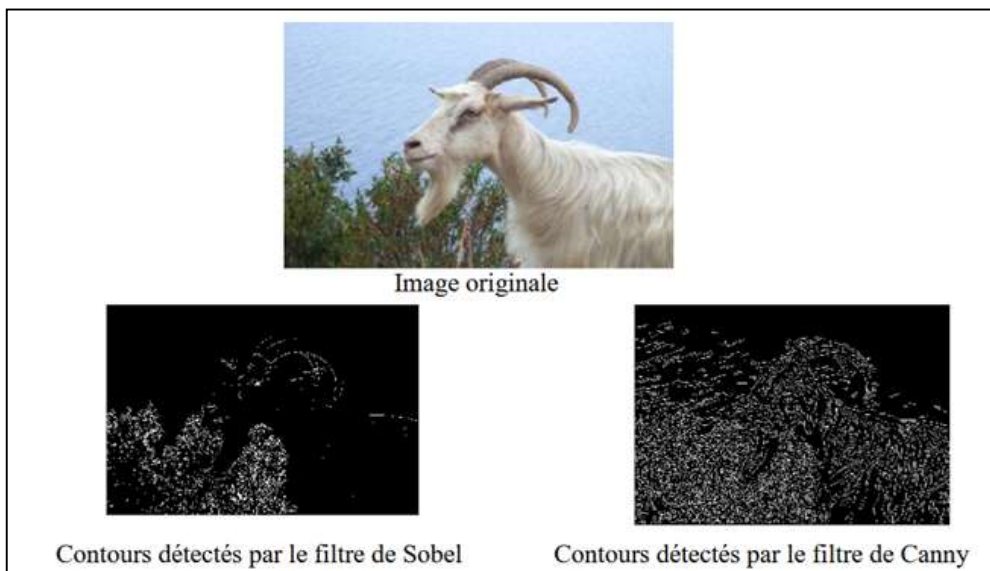 Image originale
Contours détectés par le filtre de Sobel
Contours détectés par le filtre de Canny